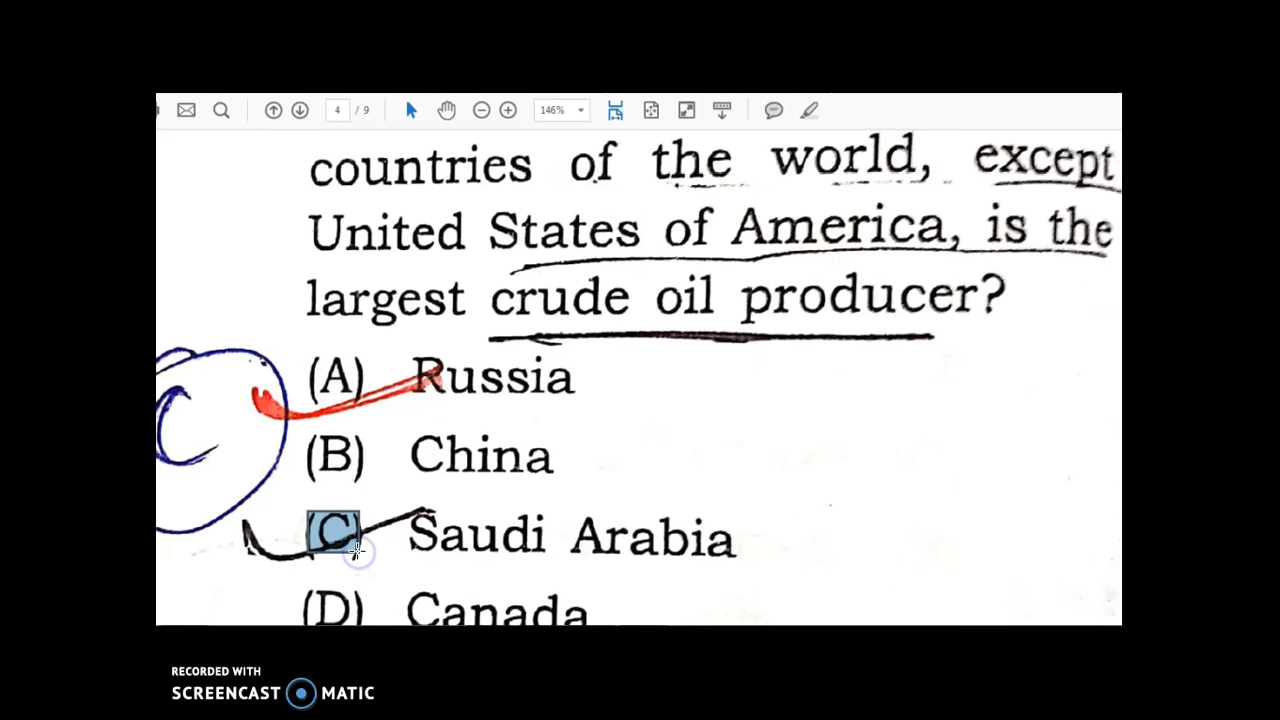 4 / 9 146%
countries of the world, except
United States of America, is the
largest crude oil producer?
(A) Russia
(B) China
C
(C) Saudi Arabia
(D) Canada
RECORDED WITH
SCREENCAST MATIC